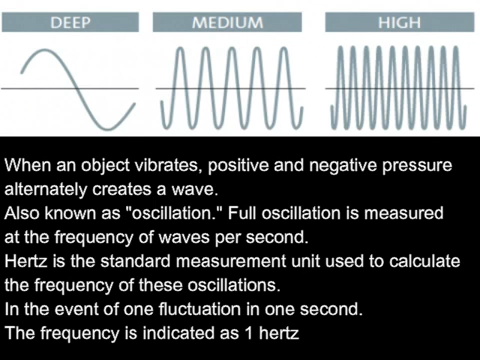 DEEP MEDIUM HIGH
When an object vibrates, positive and negative pressure
alternately creates a wave.
Also known as "oscillation." Full oscillation is measured
at the frequency of waves per second.
Hertz is the standard measurement unit used to calculate
the frequency of these oscillations.
In the event of one fluctuation in one second.
The frequency is indicated as 1 hertz